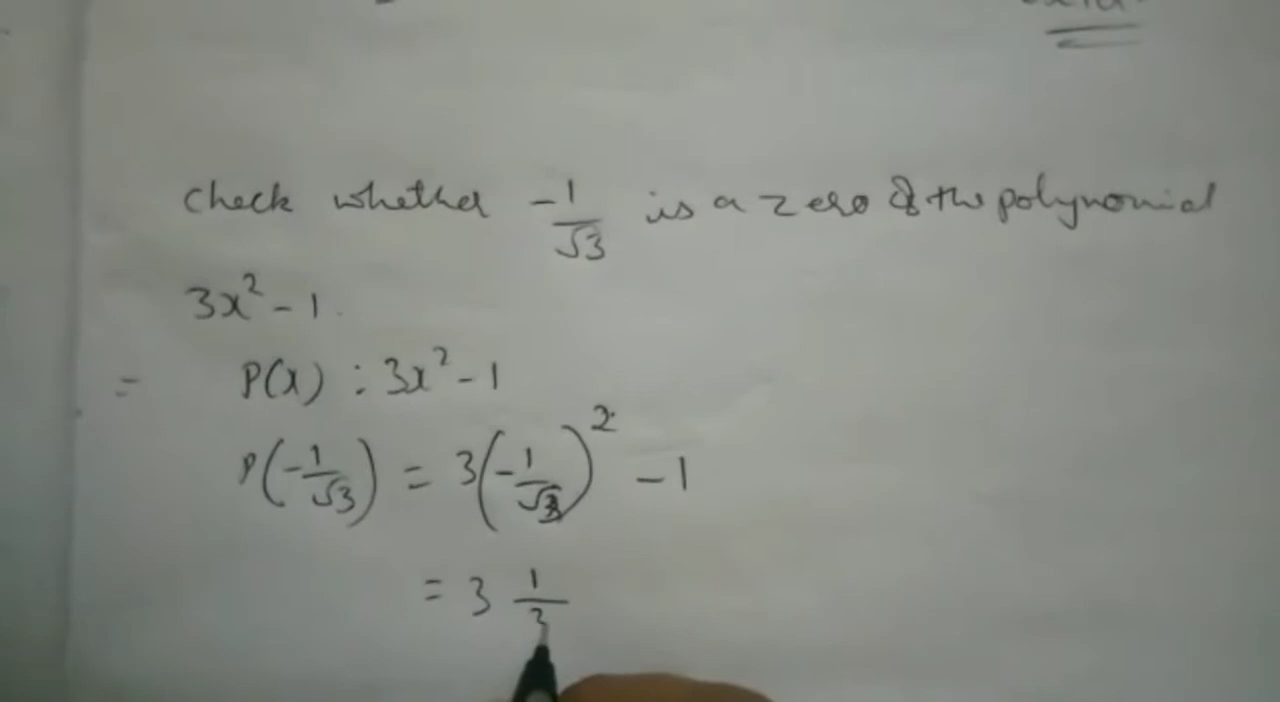 check whether -1/√3 is a zero of the polynomial
3x² - 1.
= P(x) : 3x² - 1
P(-1/√3) = 3(-1/√3)² - 1
= 3 1/3